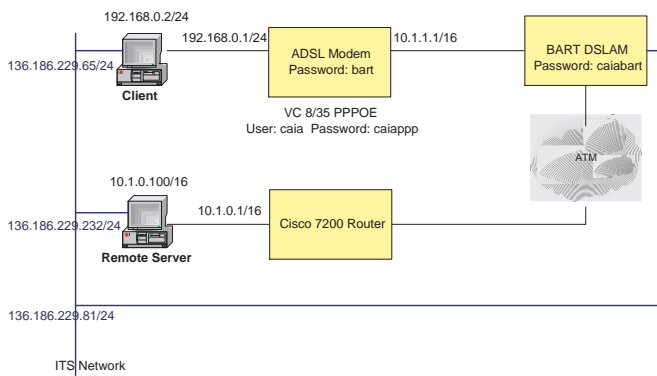 192.168.0.2/24
136.186.229.65/24
Client
192.168.0.1/24
ADSL Modem
Password: bart
10.1.1.1/16
BART DSLAM
Password: caiabart
VC 8/35 PPPOE
User: caia Password: caiappp
ATM
10.1.0.100/16
136.186.229.232/24
Remote Server
10.1.0.1/16
Cisco 7200 Router
136.186.229.81/24
ITS Network